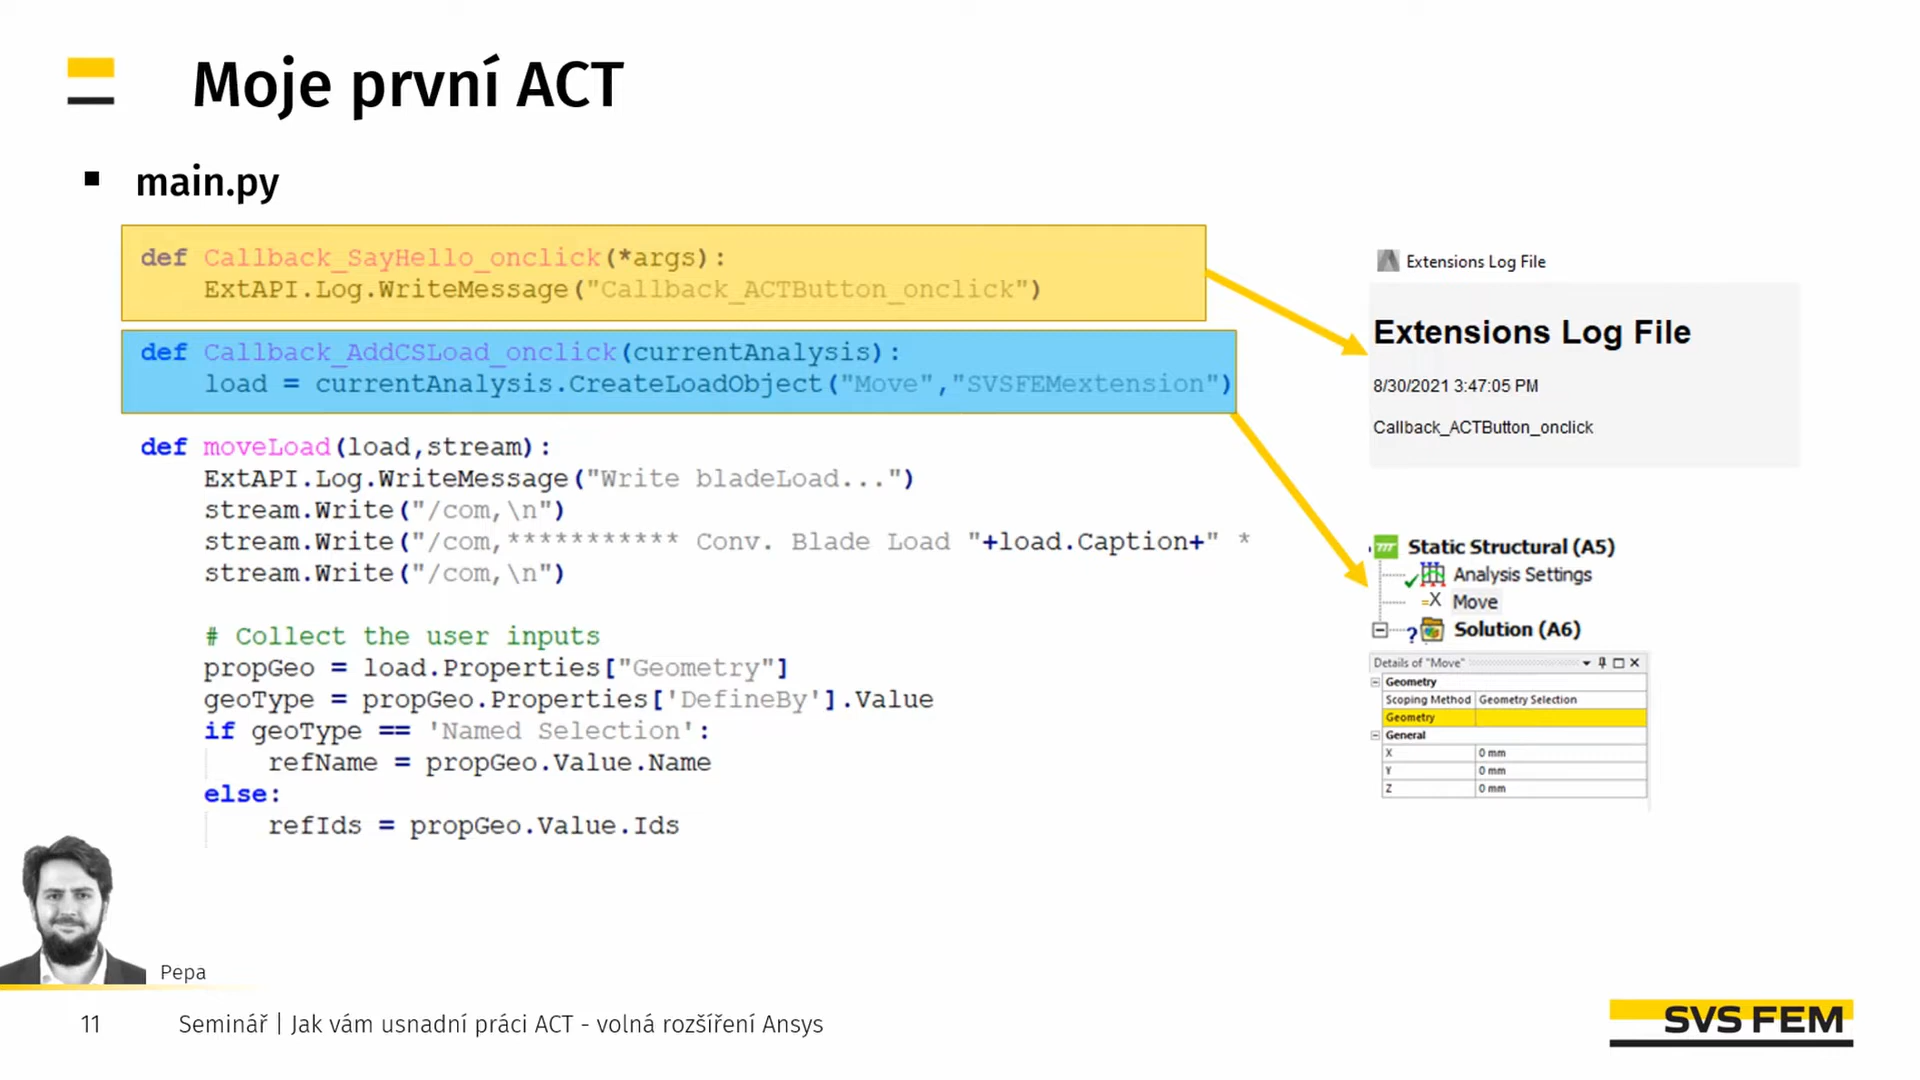 Moje první ACT
main.py
def Callback_SayHello_onclick(*args):
ExtAPI.Log.WriteMessage("Callback_ACTButton_onclick")
def Callback_AddCSLoad_onclick(currentAnalysis):
load = currentAnalysis.CreateLoadObject("Move","SVSFEMextension")
def moveLoad(load,stream):
ExtAPI.Log.WriteMessage("Write bladeLoad...")
stream.Write("/com,\n")
stream.Write("/com,*********** Conv. Blade Load "+load.Caption+" *
stream.Write("/com,\n")
# Collect the user inputs
propGeo = load.Properties["Geometry"]
geoType = propGeo.Properties['DefineBy'].Value
if geoType == 'Named Selection':
refName = propGeo.Value.Name
else:
refIds = propGeo.Value.Ids
Extensions Log File
Extensions Log File
8/30/2021 3:47:05 PM
Callback_ACTButton_onclick
Static Structural (A5)
Analysis Settings
=X Move
? Solution (A6)
Details of "Move"
Geometry
Scoping Method Geometry Selection
Geometry
General
X 0 mm
Y 0 mm
Z 0 mm
Pepa
11 Seminář | Jak vám usnadní práci ACT - volná rozšíření Ansys
SVS FEM